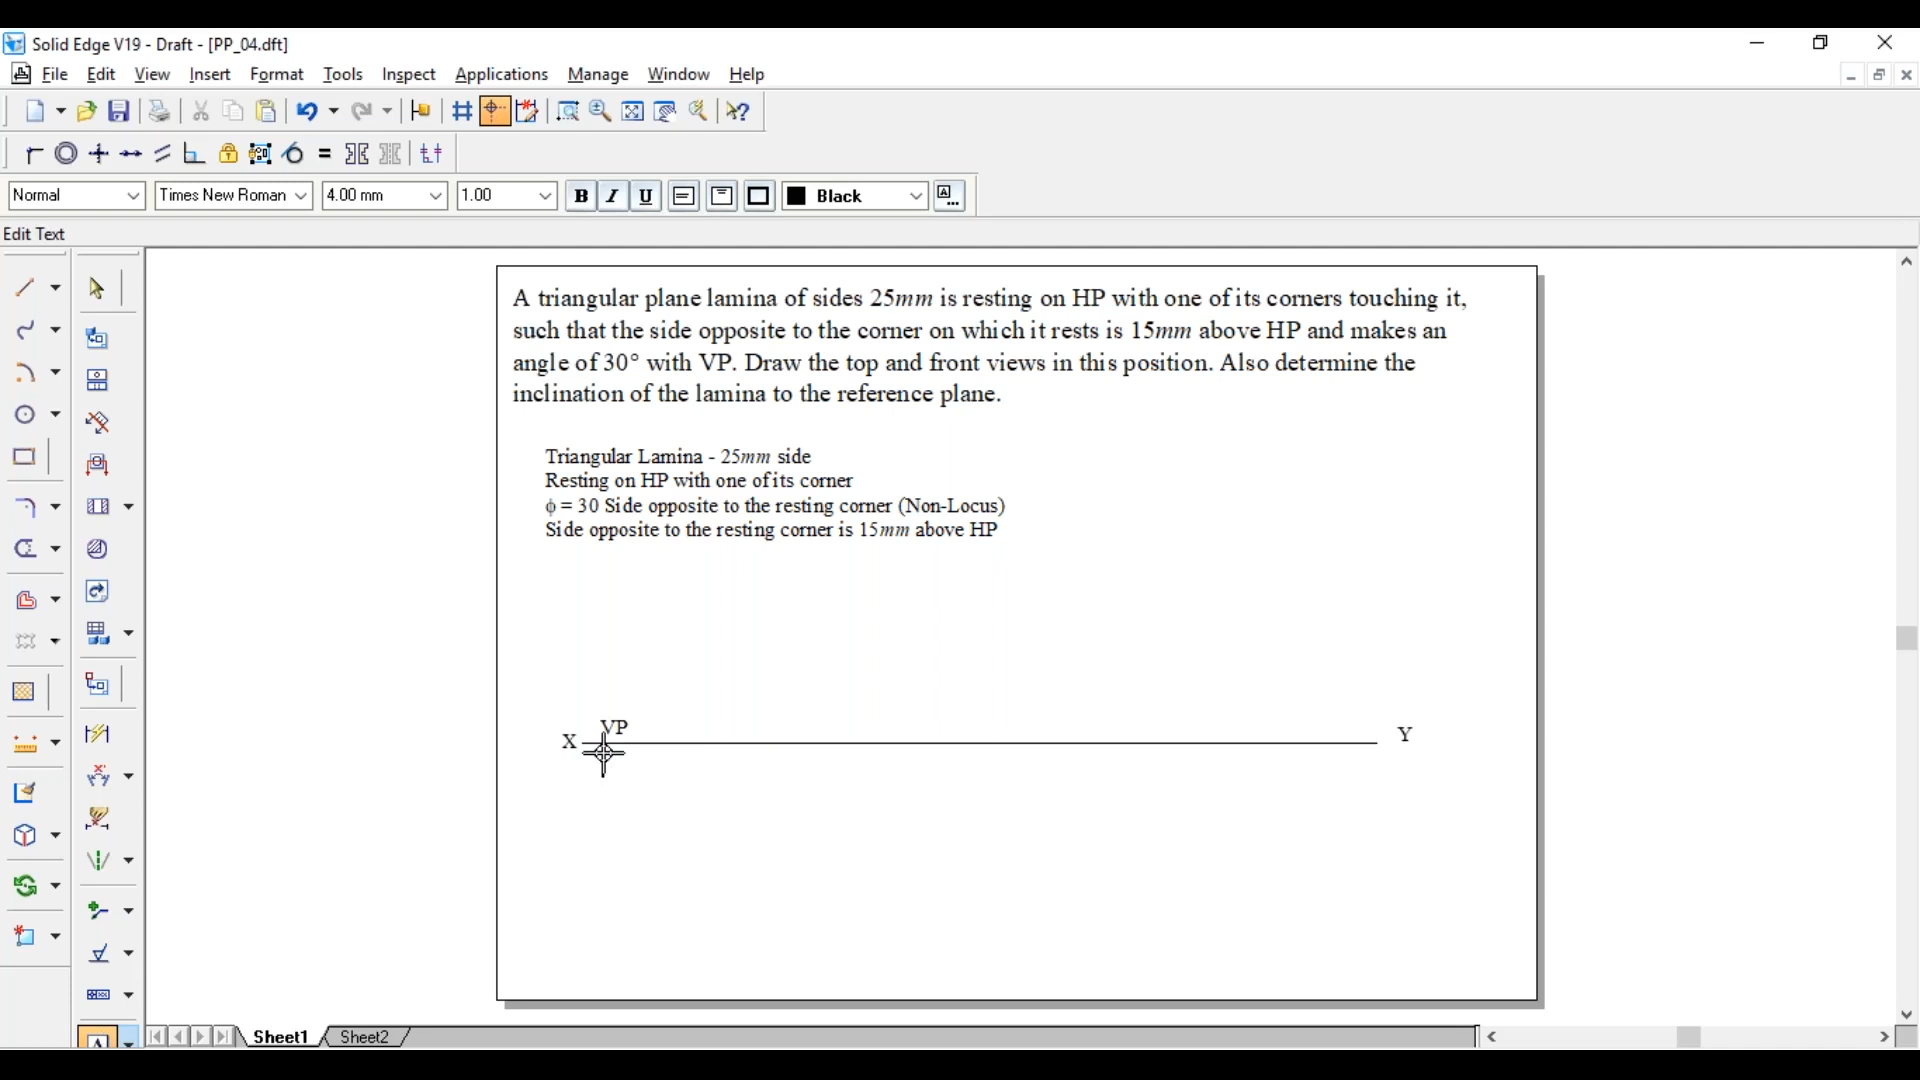 Solid Edge V19 - Draft - [PP_04.dft]
File Edit View Insert Format Tools Inspect Applications Manage Window Help
Normal Times New Roman 4.00 mm 1.00 B I U Black A...
Edit Text
A triangular plane lamina of sides 25mm is resting on HP with one of its corners touching it,
such that the side opposite to the corner on which it rests is 15mm above HP and makes an
angle of 30° with VP. Draw the top and front views in this position. Also determine the
inclination of the lamina to the reference plane.
Triangular Lamina - 25mm side
Resting on HP with one of its corner
ϕ = 30 Side opposite to the resting corner (Non-Locus)
Side opposite to the resting corner is 15mm above HP
VP
X Y
A
Sheet1 Sheet2